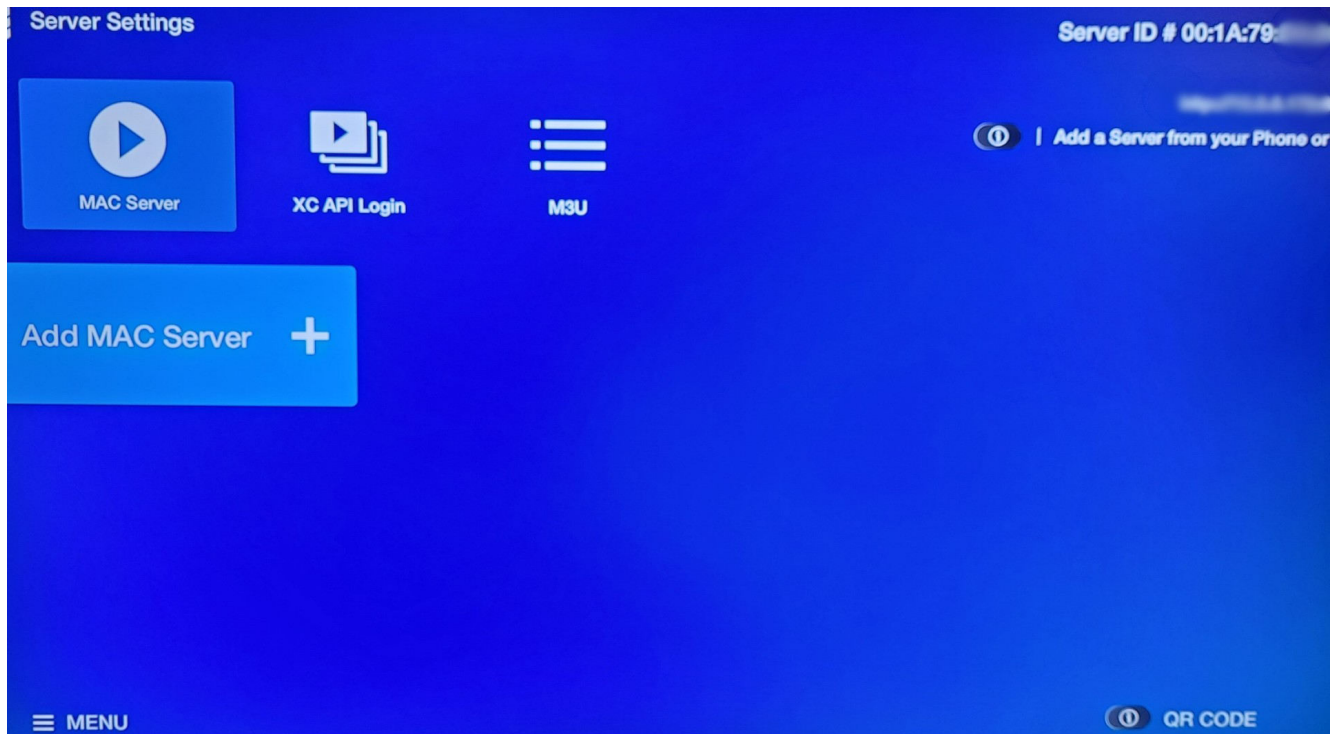 Server Settings
Server ID # 00:1A:79:
Add a Server from your Phone or
MAC Server
XC API Login
M3U
Add MAC Server +
MENU
QR CODE